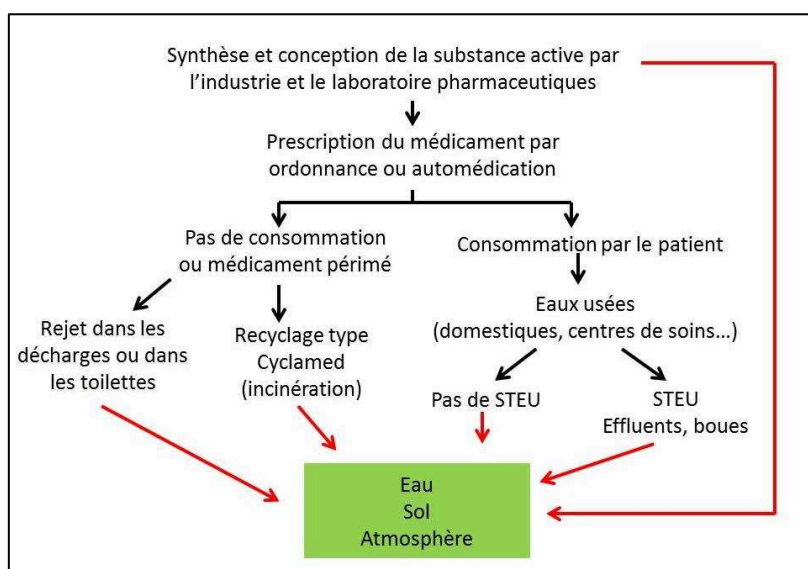 Synthèse et conception de la substance active par
l’industrie et le laboratoire pharmaceutiques
Prescription du médicament par
ordonnance ou automédication
Pas de consommation
ou médicament périmé
Consommation par le patient
Rejet dans les
décharges ou dans
les toilettes
Recyclage type
Cyclamed
(incinération)
Eaux usées
(domestiques, centres de soins…)
Pas de STEU
STEU
Effluents, boues
Eau
Sol
Atmosphère